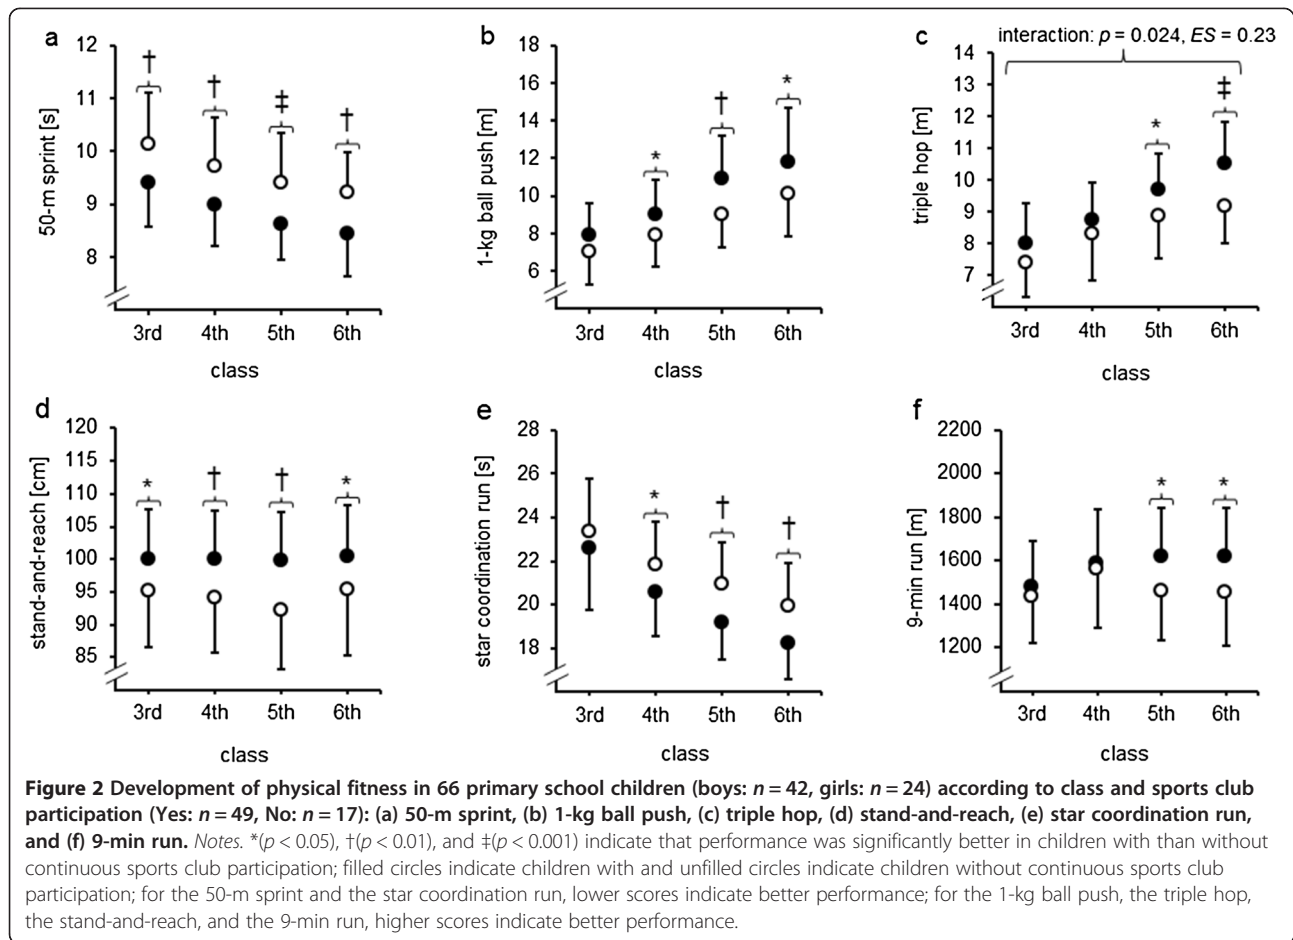 a
†
†
‡
†
12
11
10
9
8
50-m sprint [s]
3rd 4th 5th 6th
class
b
*
†
*
18
16
14
12
10
8
6
1-kg ball push [m]
3rd 4th 5th 6th
class
c
interaction: p = 0.024, ES = 0.23
*
‡
14
13
12
11
10
9
8
7
triple hop [m]
3rd 4th 5th 6th
class
d
*
†
†
*
120
115
110
105
100
95
90
85
stand-and-reach [cm]
3rd 4th 5th 6th
class
e
*
†
†
28
26
24
22
20
18
star coordination run [s]
3rd 4th 5th 6th
class
f
*
*
2200
2000
1800
1600
1400
1200
9-min run [m]
3rd 4th 5th 6th
class
Figure 2 Development of physical fitness in 66 primary school children (boys: n = 42, girls: n = 24) according to class and sports club
participation (Yes: n = 49, No: n = 17): (a) 50-m sprint, (b) 1-kg ball push, (c) triple hop, (d) stand-and-reach, (e) star coordination run,
and (f) 9-min run. Notes. *(p < 0.05), †(p < 0.01), and ‡(p < 0.001) indicate that performance was significantly better in children with than without
continuous sports club participation; filled circles indicate children with and unfilled circles indicate children without continuous sports club
participation; for the 50-m sprint and the star coordination run, lower scores indicate better performance; for the 1-kg ball push, the triple hop,
the stand-and-reach, and the 9-min run, higher scores indicate better performance.